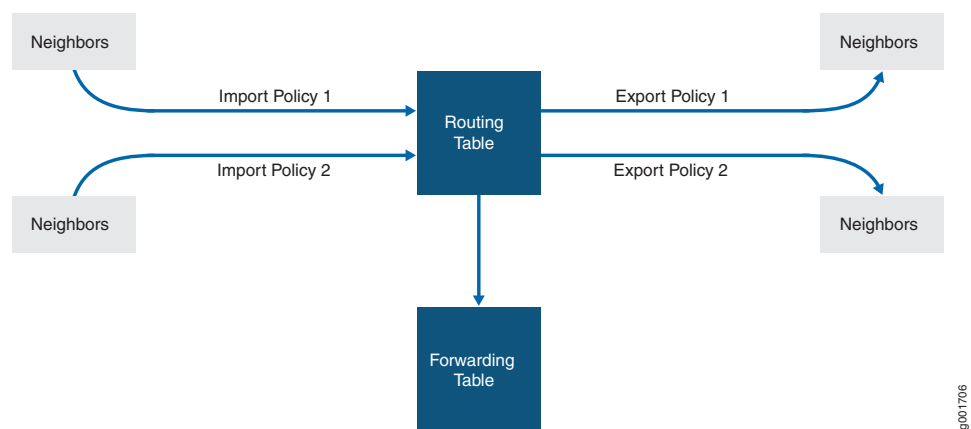 Neighbors
Neighbors
Import Policy 1
Export Policy 1
Routing
Table
Import Policy 2
Export Policy 2
Neighbors
Neighbors
Forwarding
Table
g001706